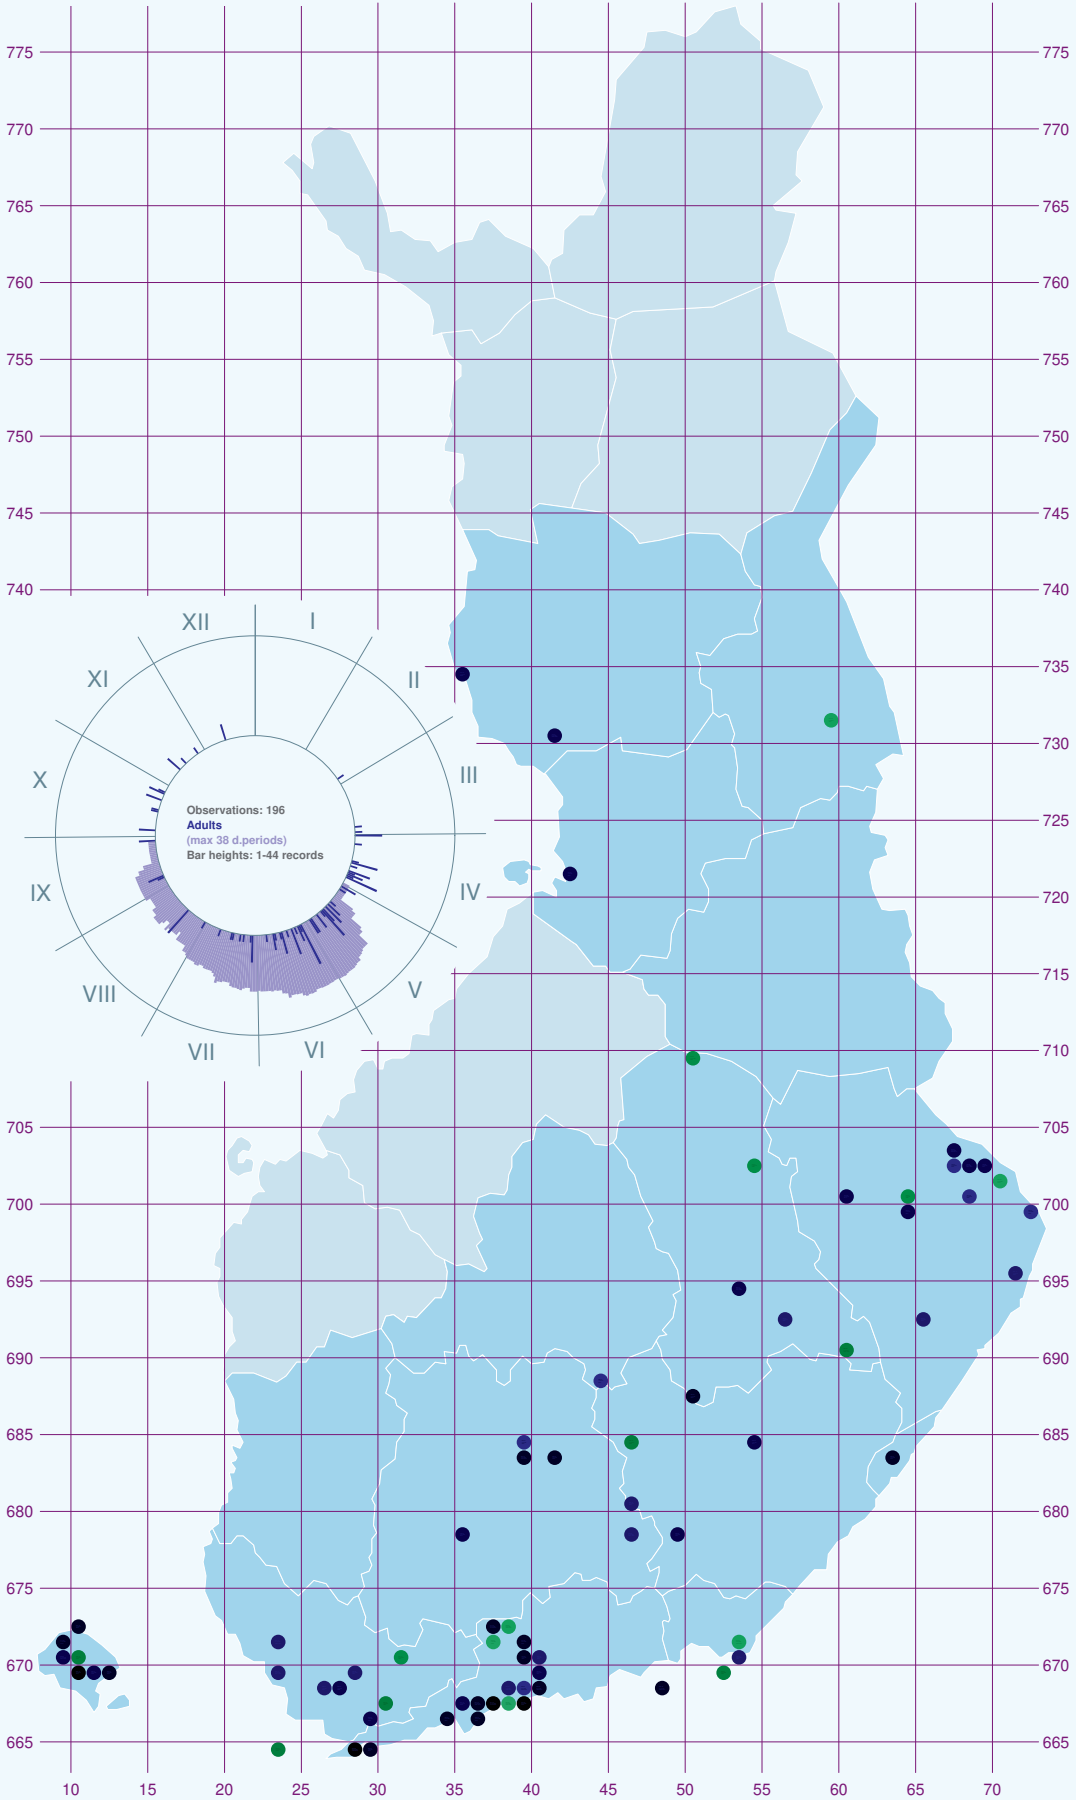 775 775
770 770
765 765
760 760
755 755
750 750
745 745
740 740
XII I
XI II
735 735
730
X III
725
Observations: 196
Adults
(max 38 d.periods)
Bar heights: 1-44 records
IX IV
720
715
VIII V
VII VI
710
705 705
700 700
695 695
690 690
685 685
680 680
675 675
670 670
665 665
10 15 20 25 30 35 40 45 50 55 60 65 70